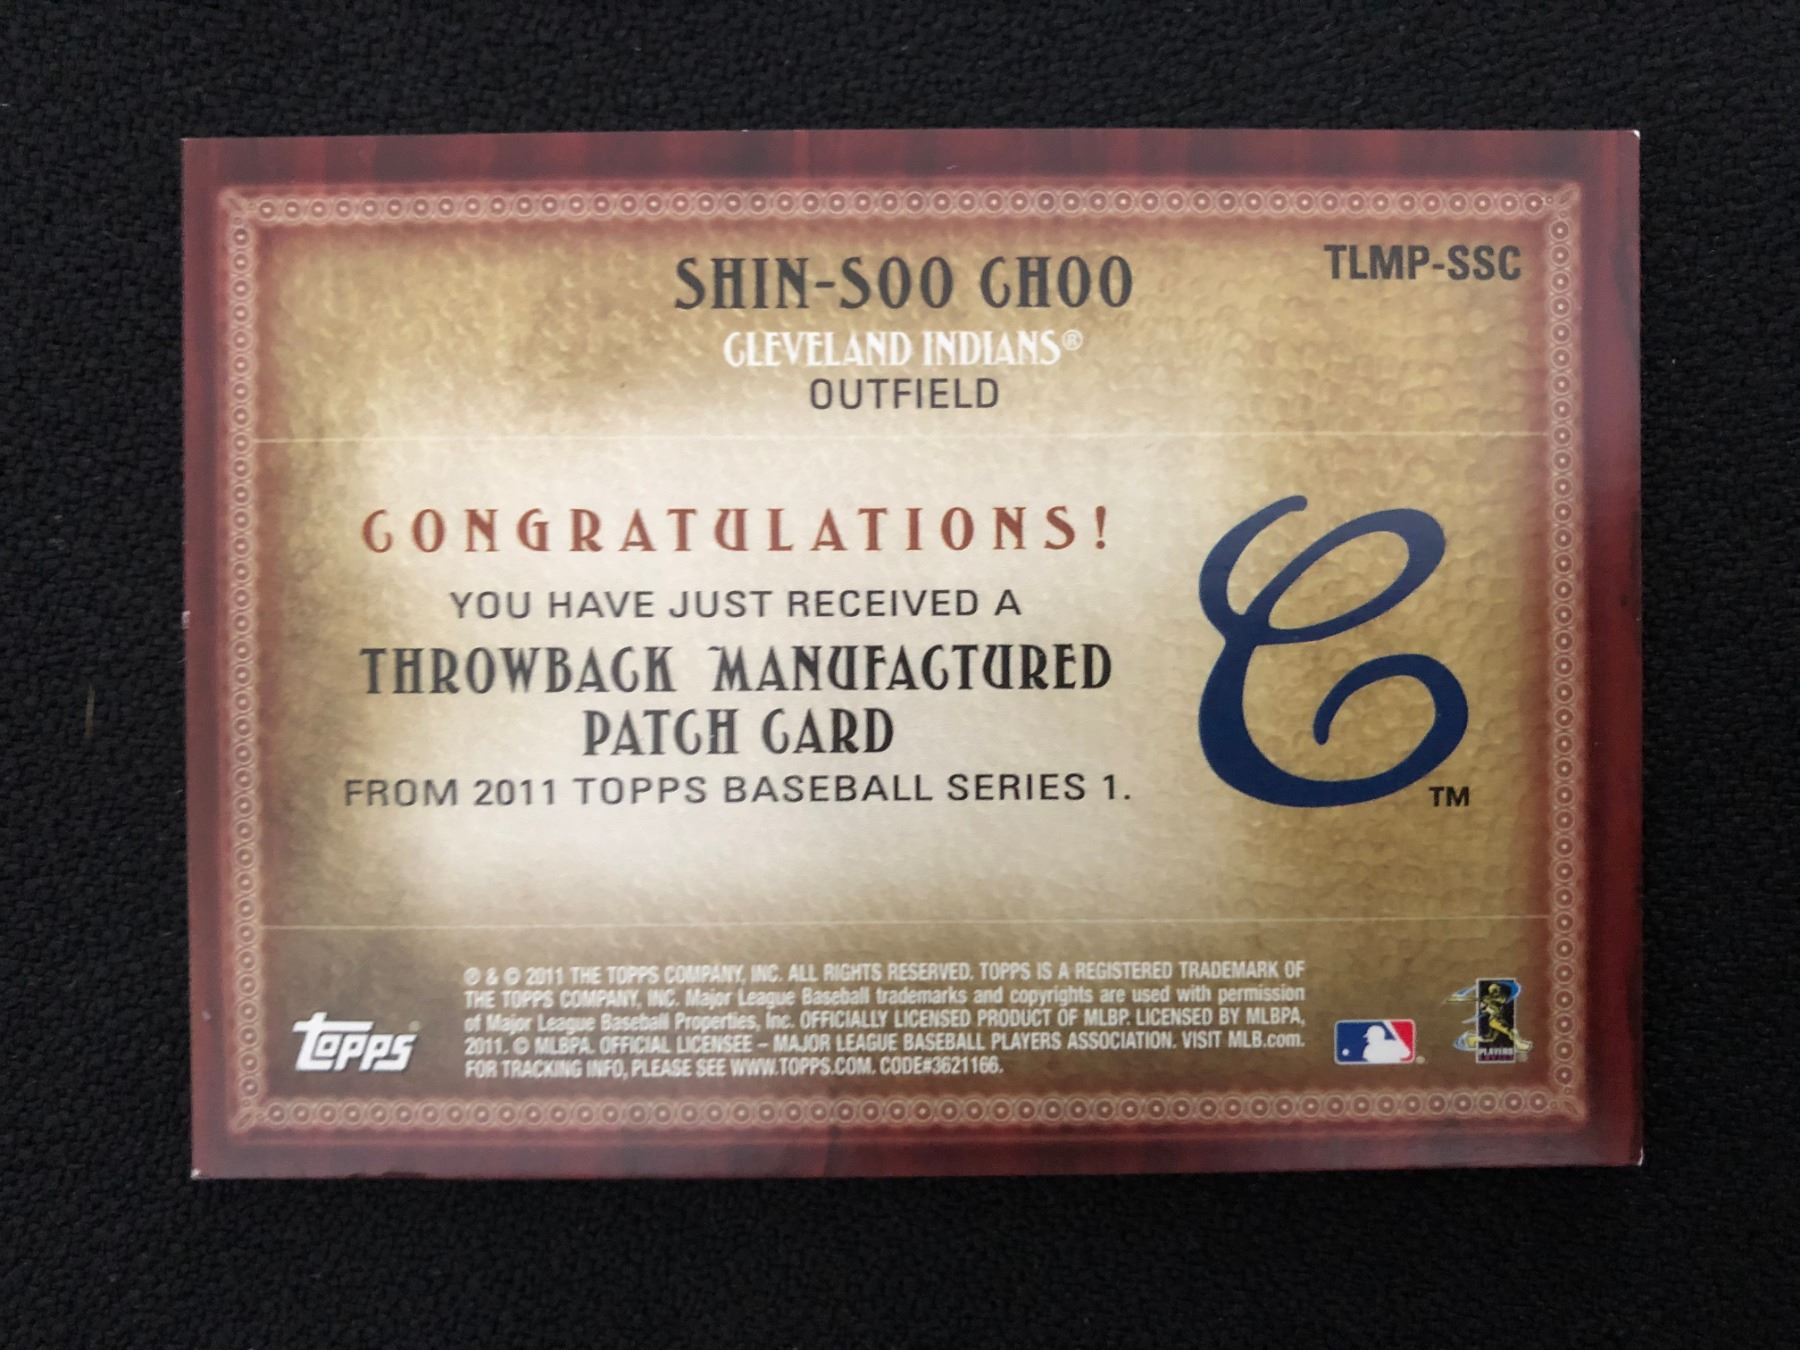 SHIN-SOO CHOO
TLMP-SSC
CLEVELAND INDIANS®
OUTFIELD
CONGRATULATIONS!
YOU HAVE JUST RECEIVED A
THROWBACK MANUFACTURED
PATCH CARD
FROM 2011 TOPPS BASEBALL SERIES 1.
C
TM
® & © 2011 THE TOPPS COMPANY, INC. ALL RIGHTS RESERVED. TOPPS IS A REGISTERED TRADEMARK OF
THE TOPPS COMPANY, INC. Major League Baseball trademarks and copyrights are used with permission
of Major League Baseball Properties, Inc. OFFICIALLY LICENSED PRODUCT OF MLBP. LICENSED BY MLBPA,
2011. © MLBPA. OFFICIAL LICENSEE – MAJOR LEAGUE BASEBALL PLAYERS ASSOCIATION. VISIT MLB.com.
FOR TRACKING INFO, PLEASE SEE WWW.TOPPS.COM. CODE#3621166.
Topps
PLAYERS